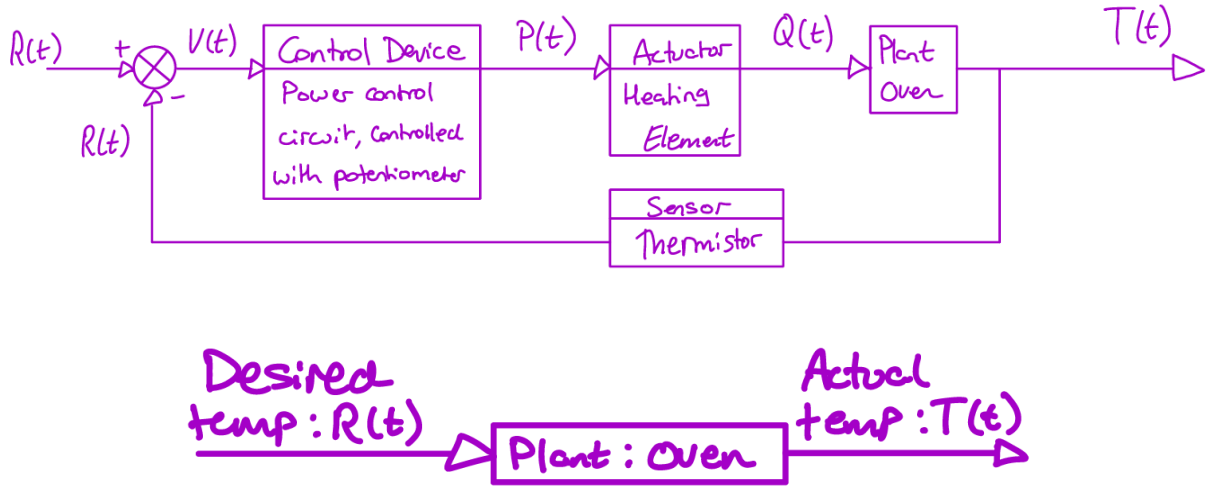 R(t)
+
V(t)
Control Device
Power control
circuit, Controlled
with potentiometer
P(t)
Actuator
Heating
Element
Q(t)
Plant
Oven
T(t)
-
R(t)
Sensor
Thermistor
Desired
temp: R(t)
Plant: Oven
Actual
temp: T(t)